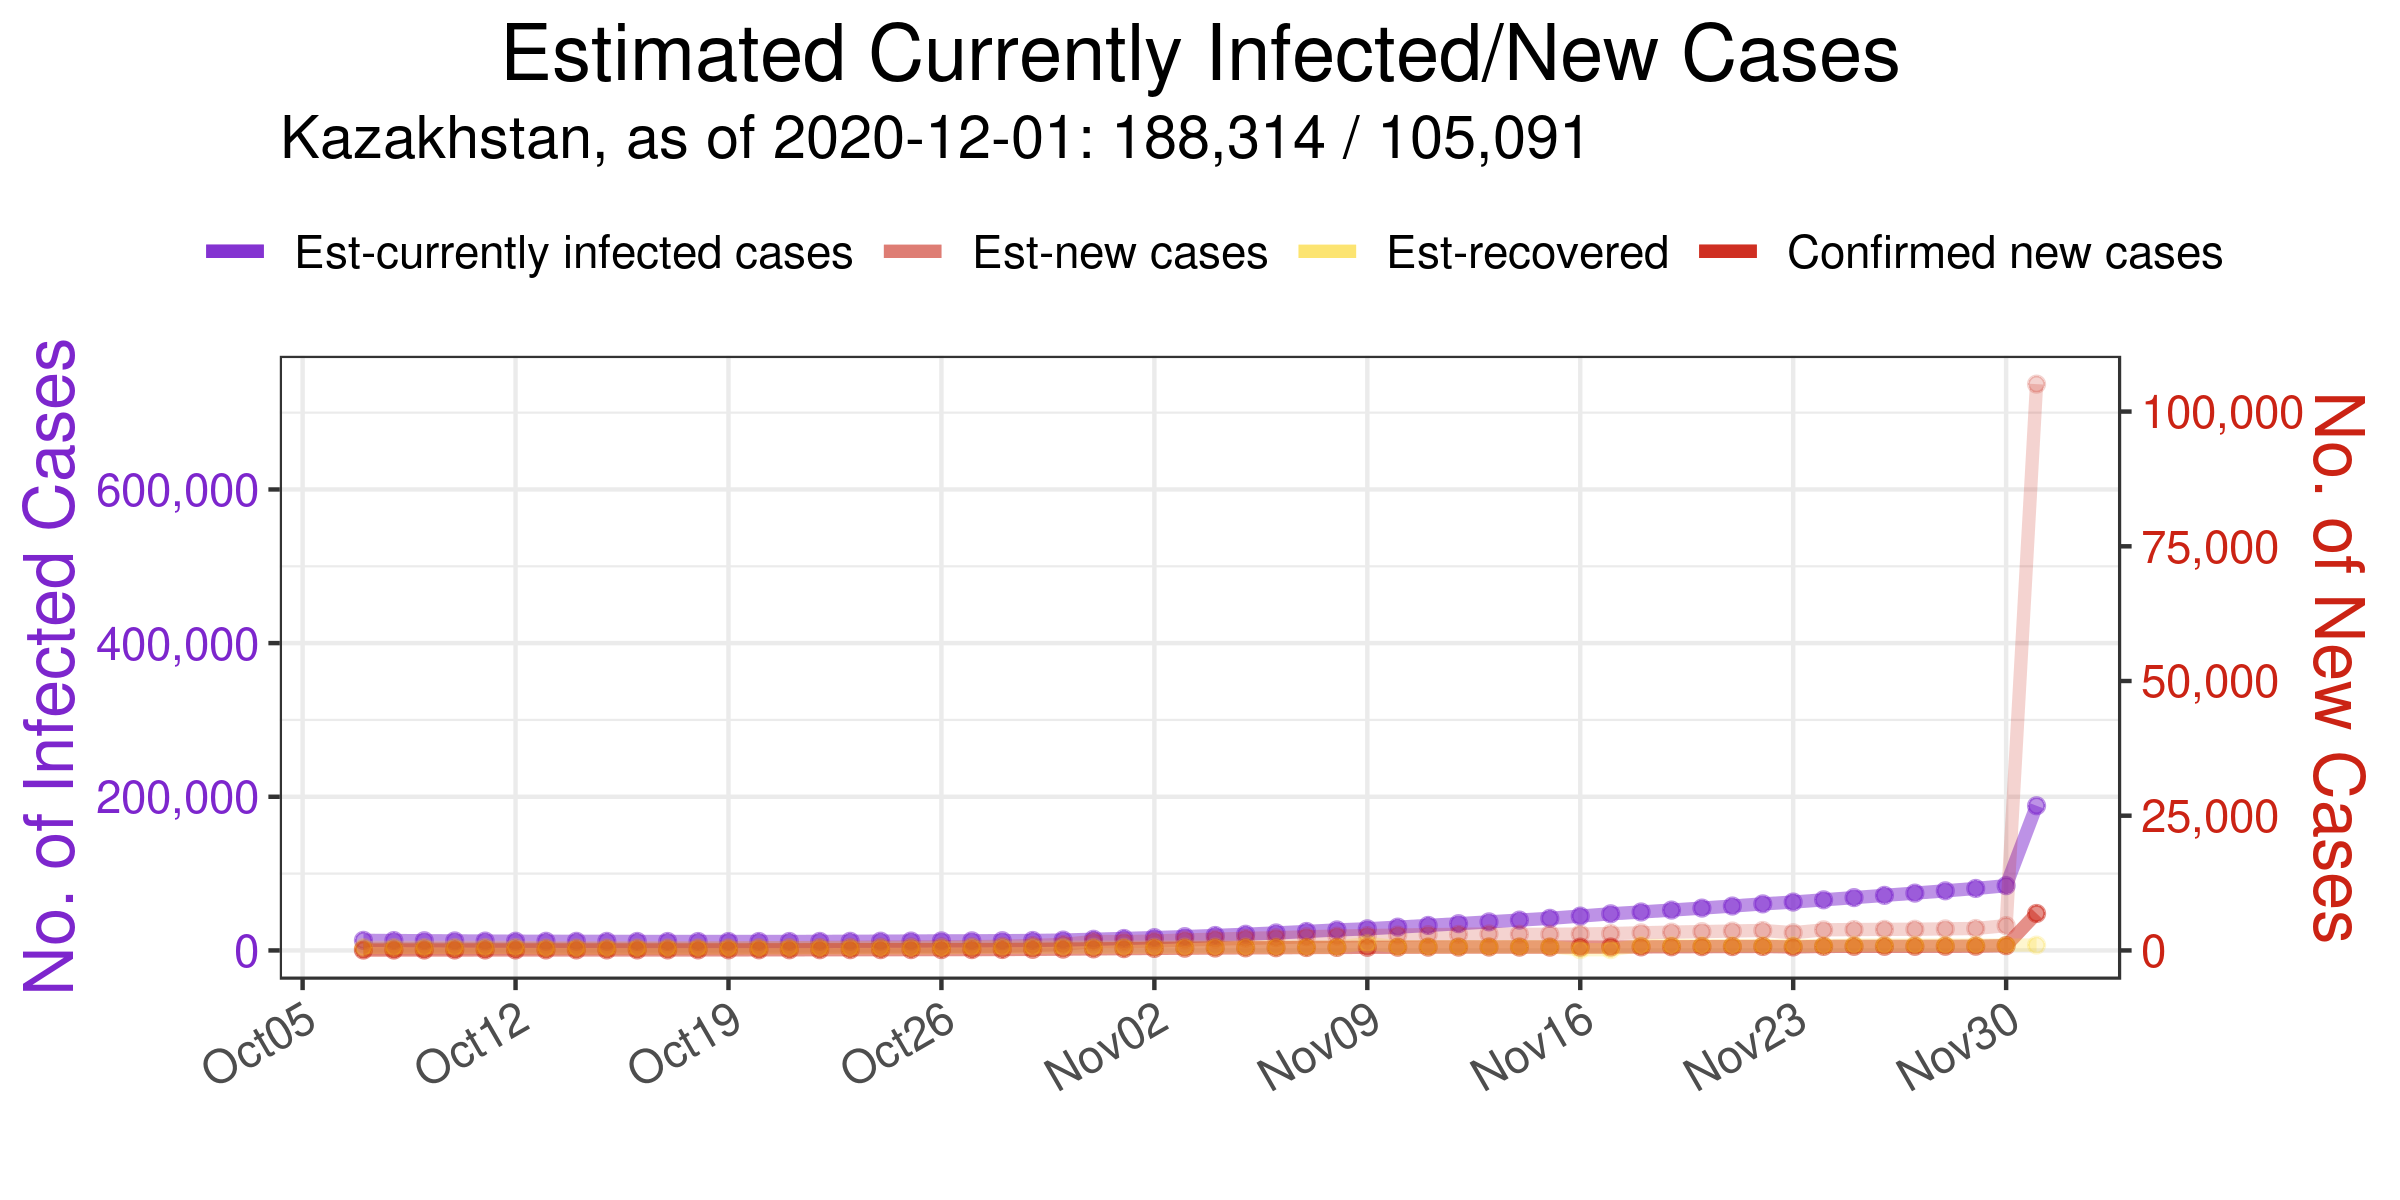 Estimated Currently Infected/New Cases
Kazakhstan, as of 2020-12-01: 188,314 / 105,091
Est-currently infected cases Est-new cases Est-recovered Confirmed new cases
No. of Infected Cases
600,000
400,000
200,000
0
100,000
75,000
50,000
25,000
0
No. of New Cases
Oct05 Oct12 Oct19 Oct26 Nov02 Nov09 Nov16 Nov23 Nov30